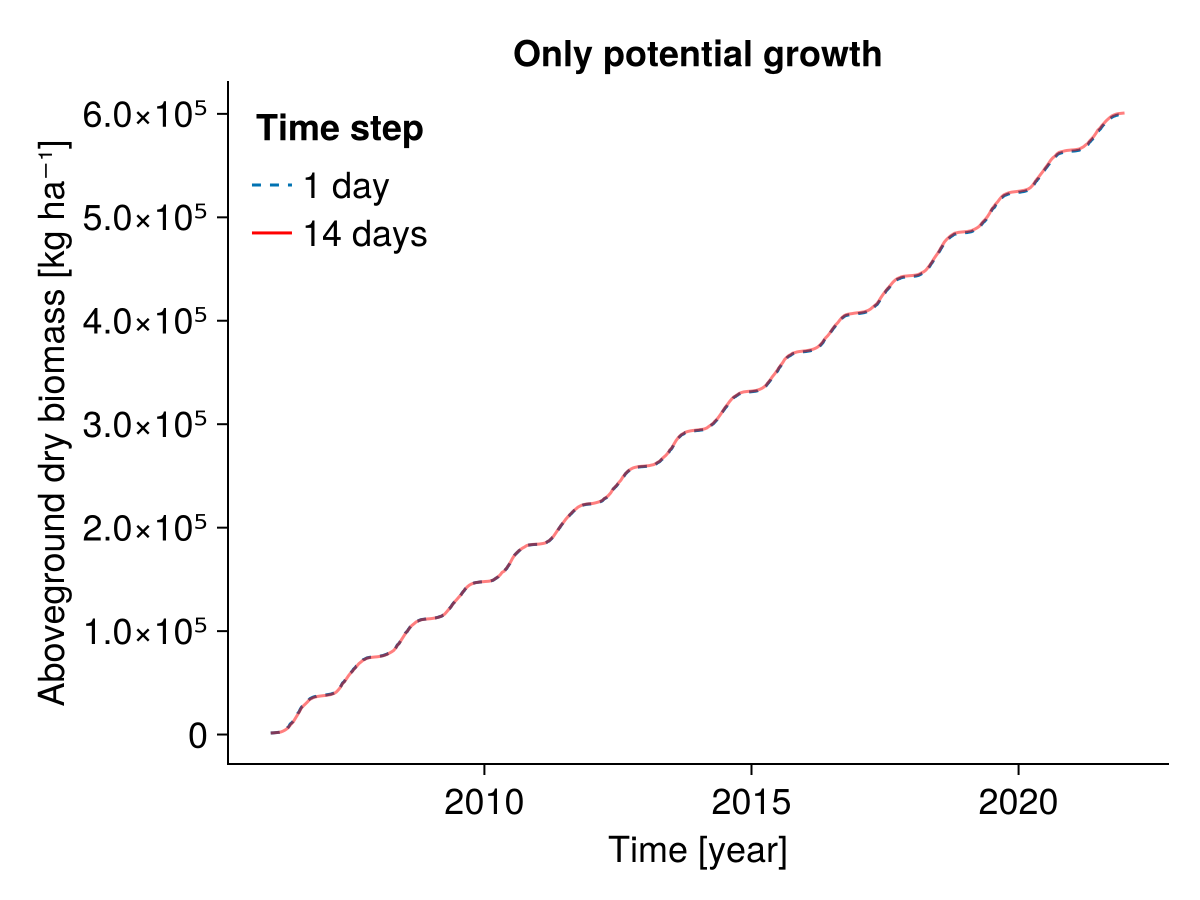 Only potential growth
Aboveground dry biomass [kg ha⁻¹]
6.0×10⁵
5.0×10⁵
4.0×10⁵
3.0×10⁵
2.0×10⁵
1.0×10⁵
0
Time step
1 day
14 days
2010
2015
2020
Time [year]